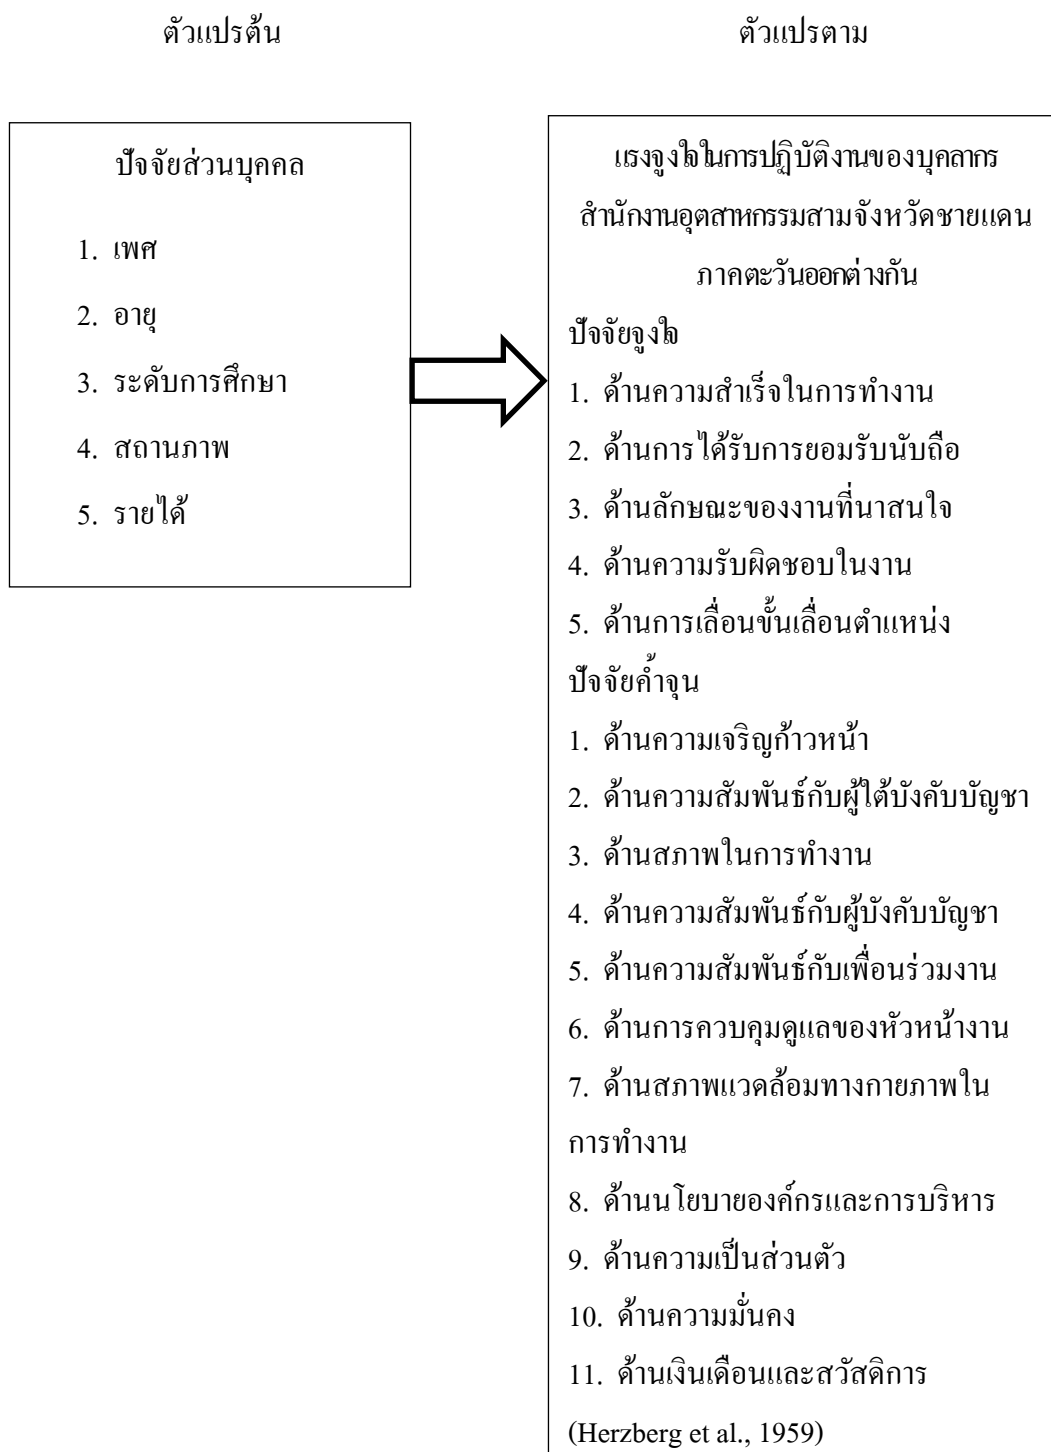 ตัวแปรต้น
ตัวแปรตาม
ปัจจัยส่วนบุคคล
1. เพศ
2. อายุ
3. ระดับการศึกษา
4. สถานภาพ
5. รายได้
แรงจูงใจในการปฏิบัติงานของบุคลากร
สำนักงานอุตสาหกรรมสามจังหวัดชายแดน
ภาคตะวันออกต่างกัน
ปัจจัยจูงใจ
1. ด้านความสำเร็จในการทำงาน
2. ด้านการได้รับการยอมรับนับถือ
3. ด้านลักษณะของงานที่นาสนใจ
4. ด้านความรับผิดชอบในงาน
5. ด้านการเลื่อนขั้นเลื่อนตำแหน่ง
ปัจจัยค้ำจุน
1. ด้านความเจริญก้าวหน้า
2. ด้านความสัมพันธ์กับผู้ใต้บังคับบัญชา
3. ด้านสภาพในการทำงาน
4. ด้านความสัมพันธ์กับผู้บังคับบัญชา
5. ด้านความสัมพันธ์กับเพื่อนร่วมงาน
6. ด้านการควบคุมดูแลของหัวหน้างาน
7. ด้านสภาพแวดล้อมทางกายภาพใน
การทำงาน
8. ด้านนโยบายองค์กรและการบริหาร
9. ด้านความเป็นส่วนตัว
10. ด้านความมั่นคง
11. ด้านเงินเดือนและสวัสดิการ
(Herzberg et al., 1959)